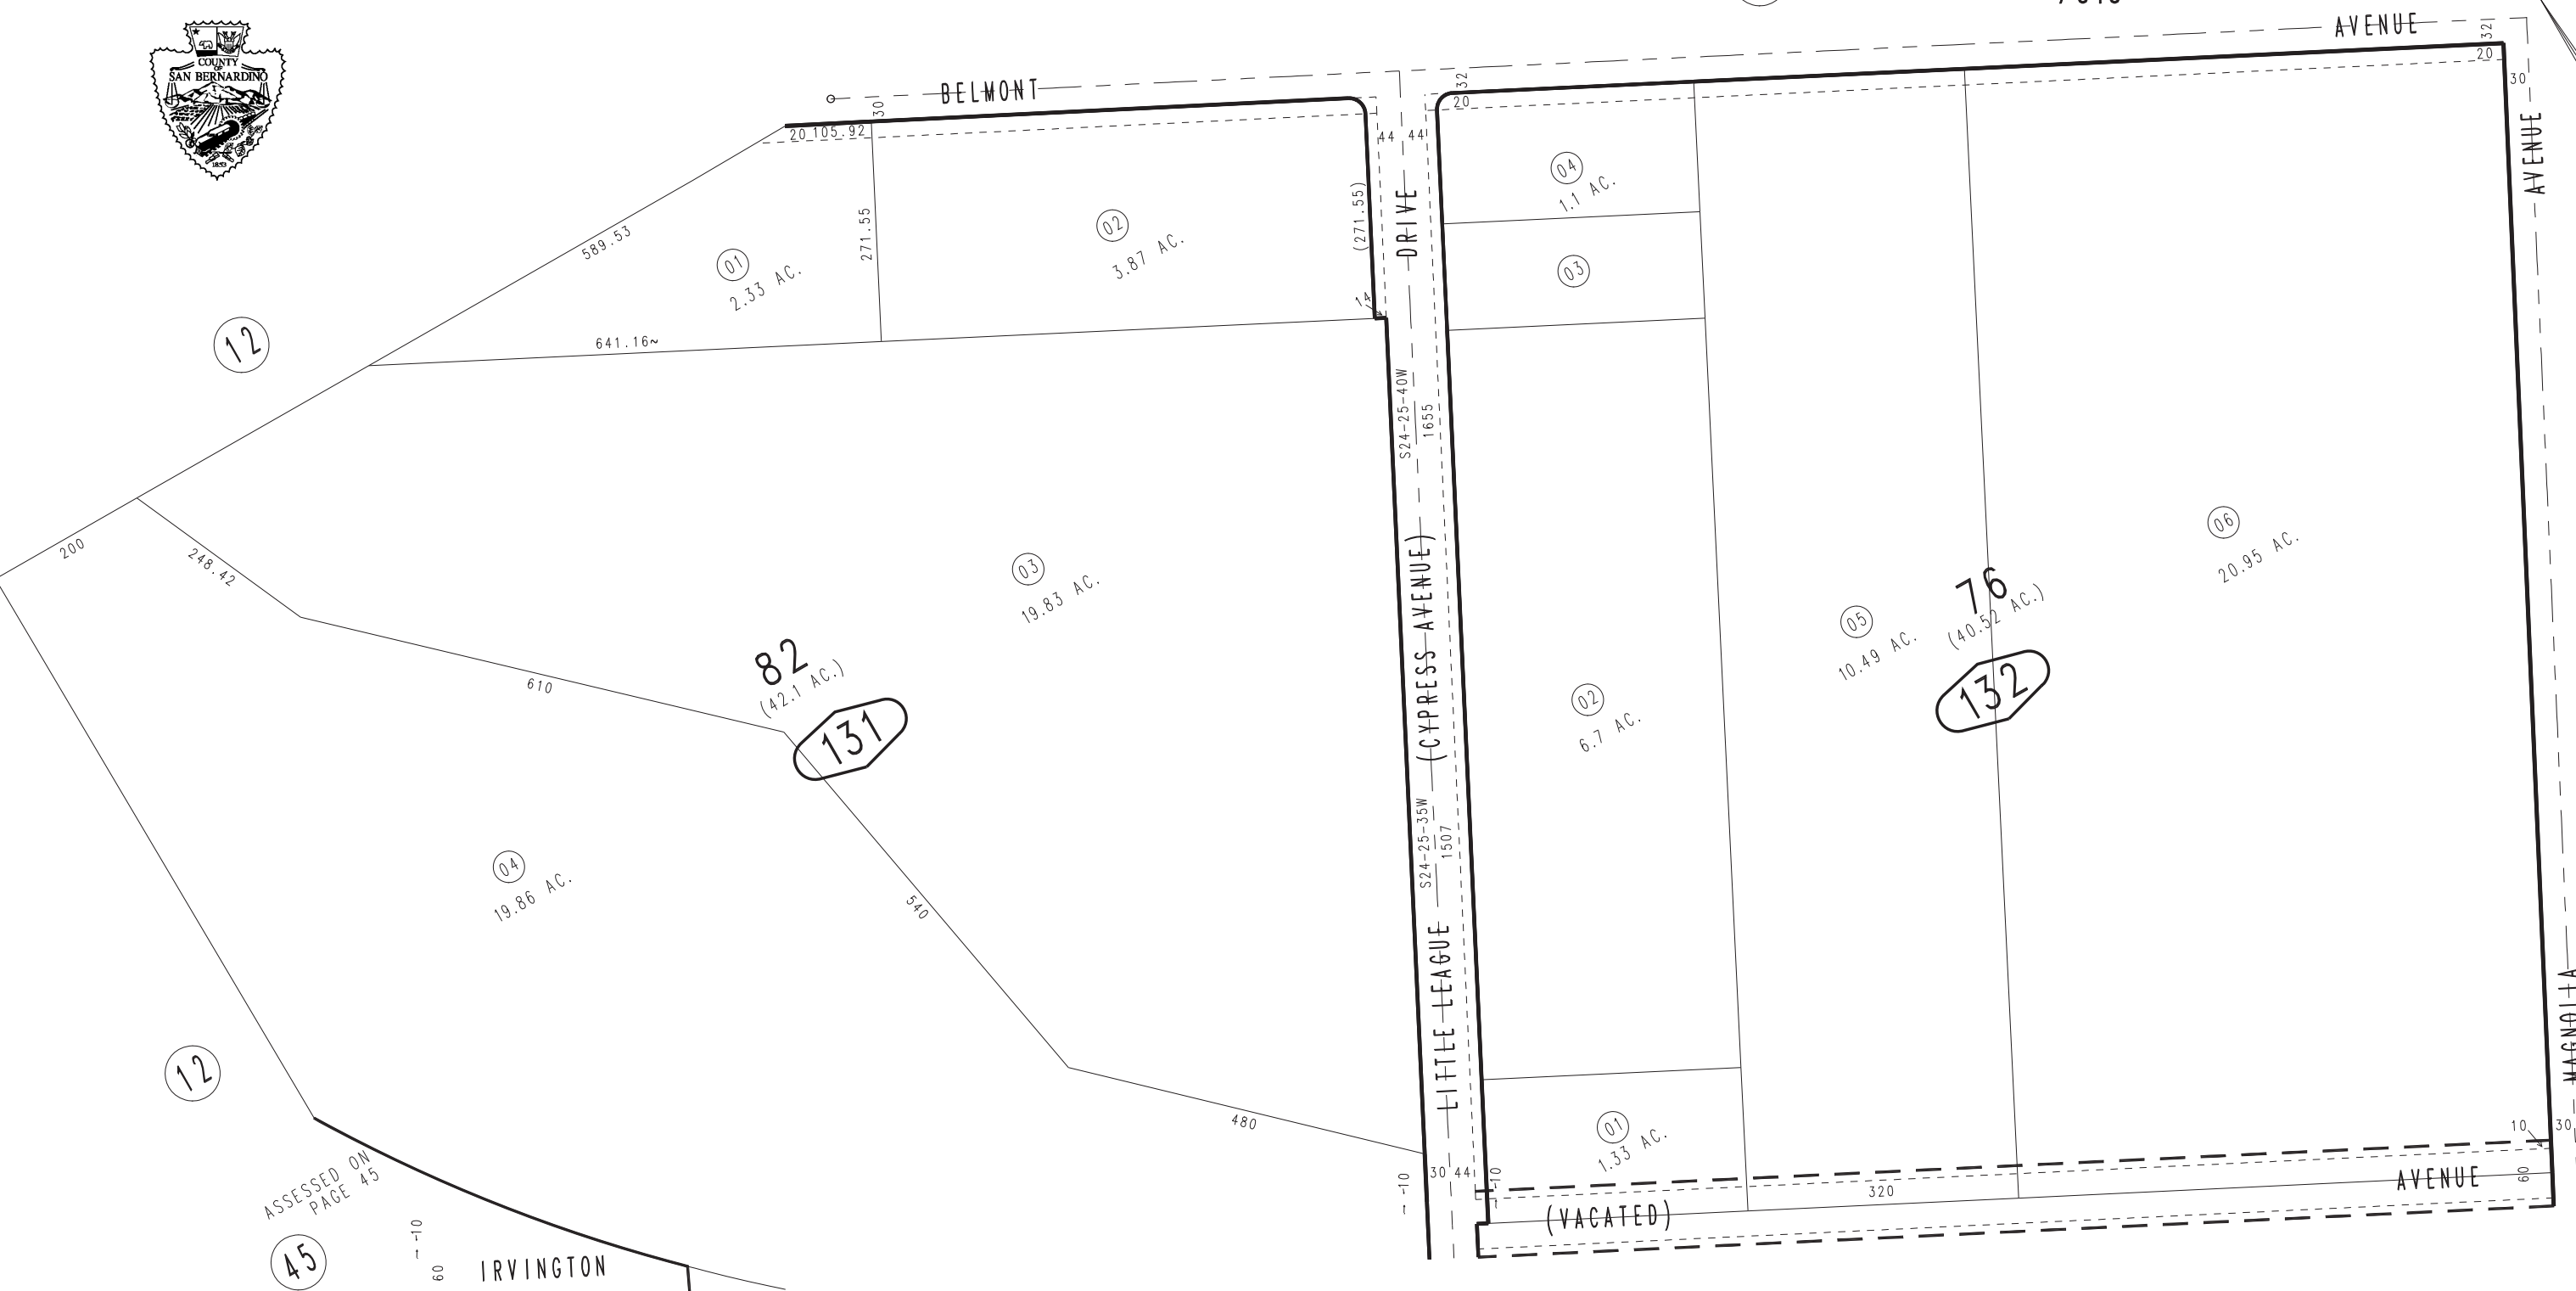 COUNTY
OF
SAN BERNARDINO
1853
BELMONT
AVENUE
32
20
30
AVENUE
MAGNOLIA
20 105.92
30
44 44
32
20
589.53
271.55
(271.55)
14
01
2.33 AC.
02
3.87 AC.
641.16~
12
200
248.42
610
540
480
03
19.83 AC.
82
(42.1 AC.)
131
04
19.86 AC.
12
ASSESSED ON
PAGE 45
45
~ -10
60
IRVINGTON
DRIVE
S24-25-40W
1655
(CYPRESS AVENUE)
S24-25-35W
1507
LITTLE LEAGUE
~ -10
30 44
~ -10
04
1.1 AC.
03
02
6.7 AC.
01
1.33 AC.
05
10.49 AC.
76
(40.52 AC.)
132
06
20.95 AC.
10
30
60
320
(VACATED)
AVENUE